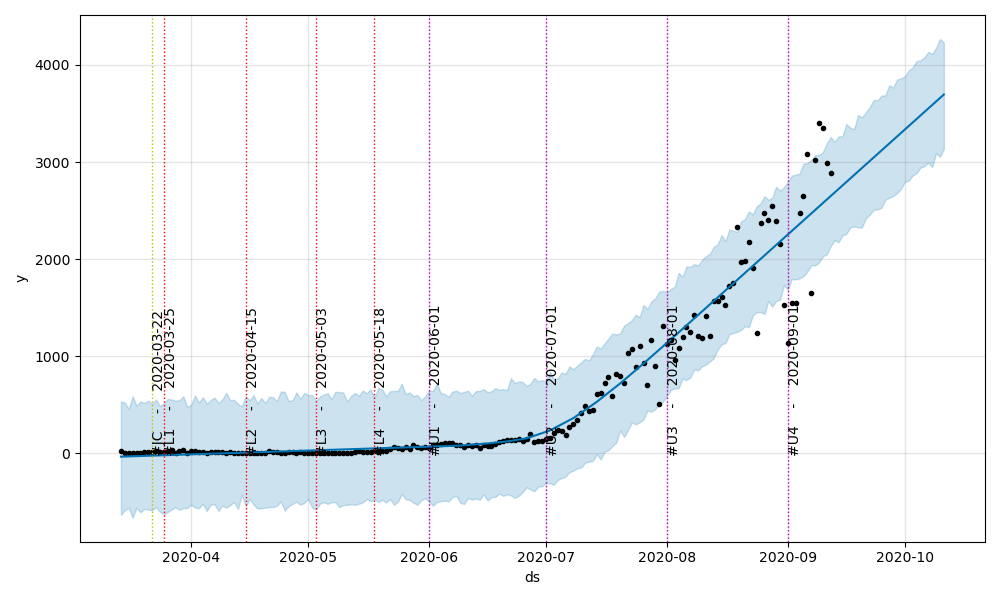 4000
3000
2000
1000
0
y
#JC - 2020-03-22
#L1 - 2020-03-25
#L2 - 2020-04-15
#L3 - 2020-05-03
#L4 - 2020-05-18
#U1 - 2020-06-01
- 2020-07-01
#U3 - 2020-08-01
#U4 - 2020-09-01
2020-04
2020-05
2020-06
2020-07
2020-08
2020-09
2020-10
ds